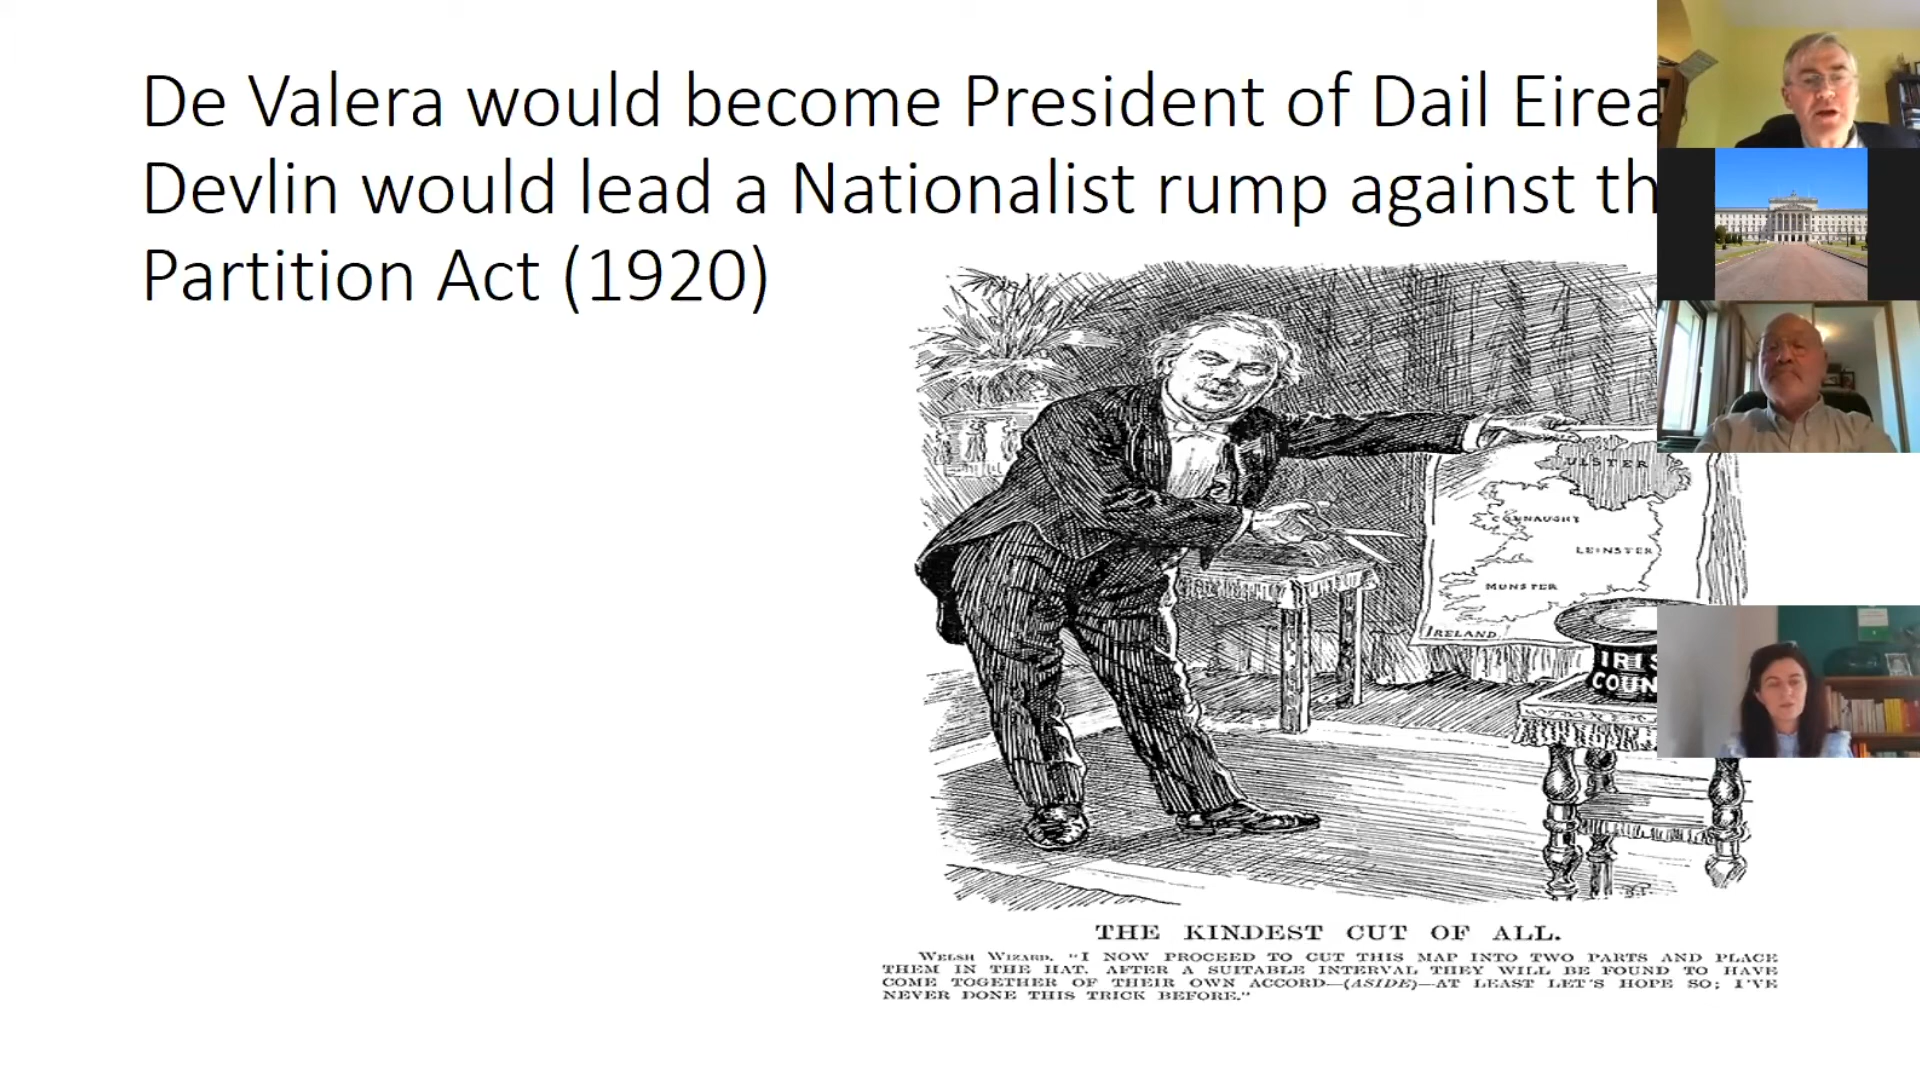 De Valera would become President of Dail Eirea
Devlin would lead a Nationalist rump against th
Partition Act (1920)
ULSTER
CONNAUGHT
LEINSTER
MUNSTER
IRELAND
IRIS
COUN
THE KINDEST CUT OF ALL.
WELSH WIZARD. "I NOW PROCEED TO CUT THIS MAP INTO TWO PARTS AND PLACE
THEM IN THE HAT. AFTER A SUITABLE INTERVAL THEY WILL BE FOUND TO HAVE
COME TOGETHER OF THEIR OWN ACCORD—(ASIDE)—AT LEAST LET'S HOPE SO; I'VE
NEVER DONE THIS TRICK BEFORE."